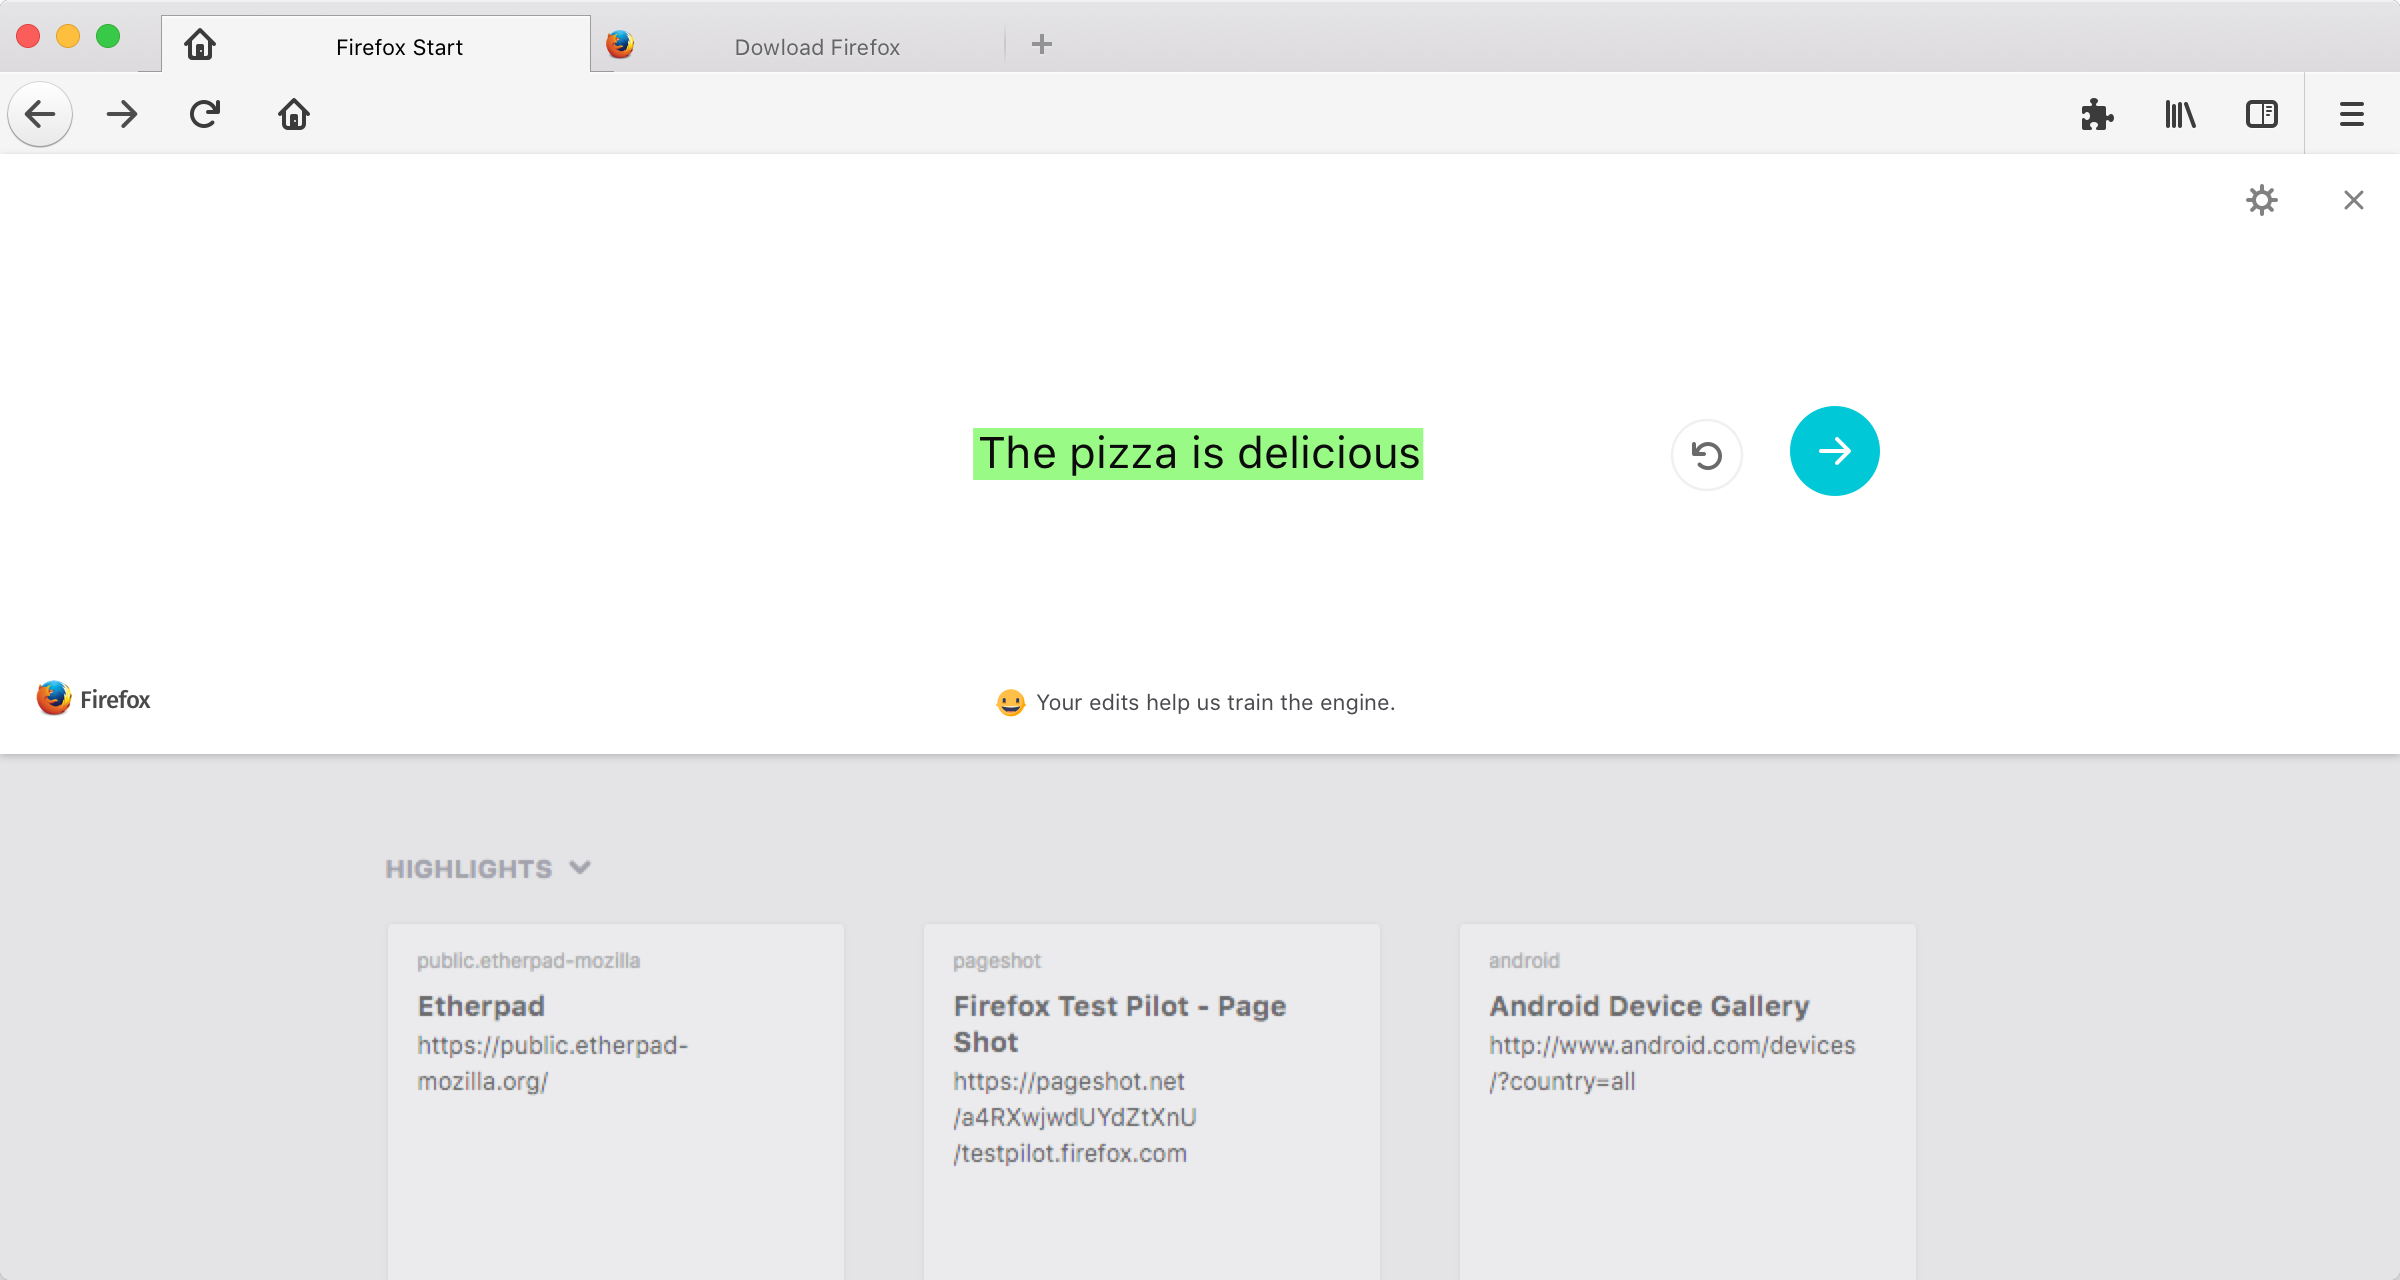 Firefox Start
Dowload Firefox
The pizza is delicious
Firefox
Your edits help us train the engine.
HIGHLIGHTS
public.etherpad-mozilla
Etherpad
https://public.etherpad-
mozilla.org/
pageshot
Firefox Test Pilot - Page
Shot
https://pageshot.net
/a4RXwjwdUYdZtXnU
/testpilot.firefox.com
android
Android Device Gallery
http://www.android.com/devices
/?country=all